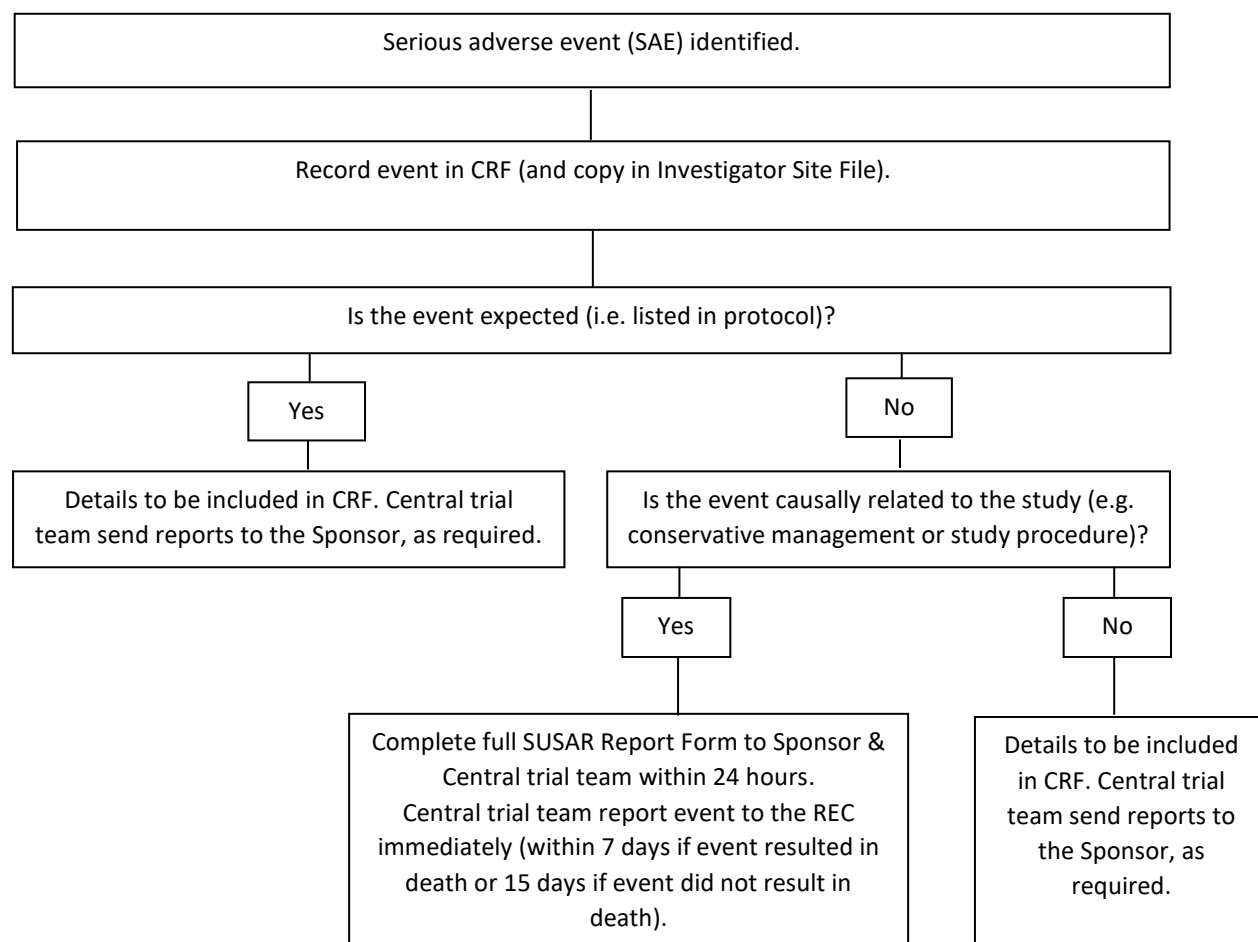 Serious adverse event (SAE) identified.
Record event in CRF (and copy in Investigator Site File).
Is the event expected (i.e. listed in protocol)?
Yes
No
Details to be included in CRF. Central trial
team send reports to the Sponsor, as required.
Is the event causally related to the study (e.g.
conservative management or study procedure)?
Yes
No
Complete full SUSAR Report Form to Sponsor &
Central trial team within 24 hours.
Central trial team report event to the REC
immediately (within 7 days if event resulted in
death or 15 days if event did not result in
death).
Details to be included
in CRF. Central trial
team send reports to
the Sponsor, as
required.